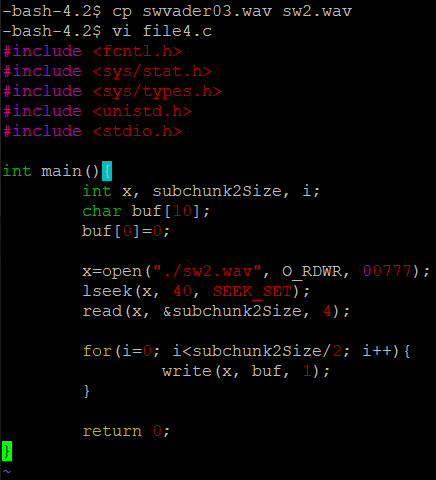 -bash-4.2$ cp swvader03.wav sw2.wav
-bash-4.2$ vi file4.c
#include <fcntl.h>
#include <sys/stat.h>
#include <sys/types.h>
#include <unistd.h>
#include <stdio.h>

int main(){
        int x, subchunk2Size, i;
        char buf[10];
        buf[0]=0;

        x=open("./sw2.wav", O_RDWR, 00777);
        lseek(x, 40, SEEK_SET);
        read(x, &subchunk2Size, 4);

        for(i=0; i<subchunk2Size/2; i++){
                write(x, buf, 1);
        }

        return 0;
}
~